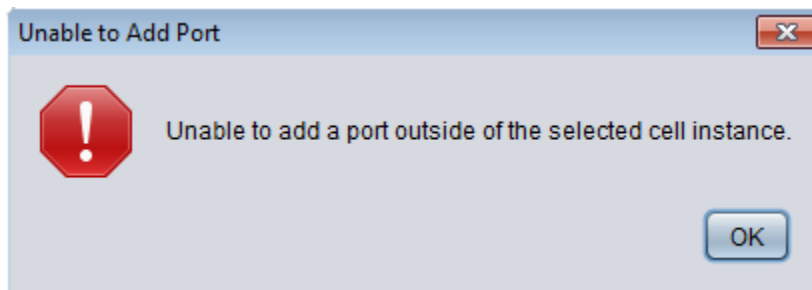 Unable to Add Port
Unable to add a port outside of the selected cell instance.
OK